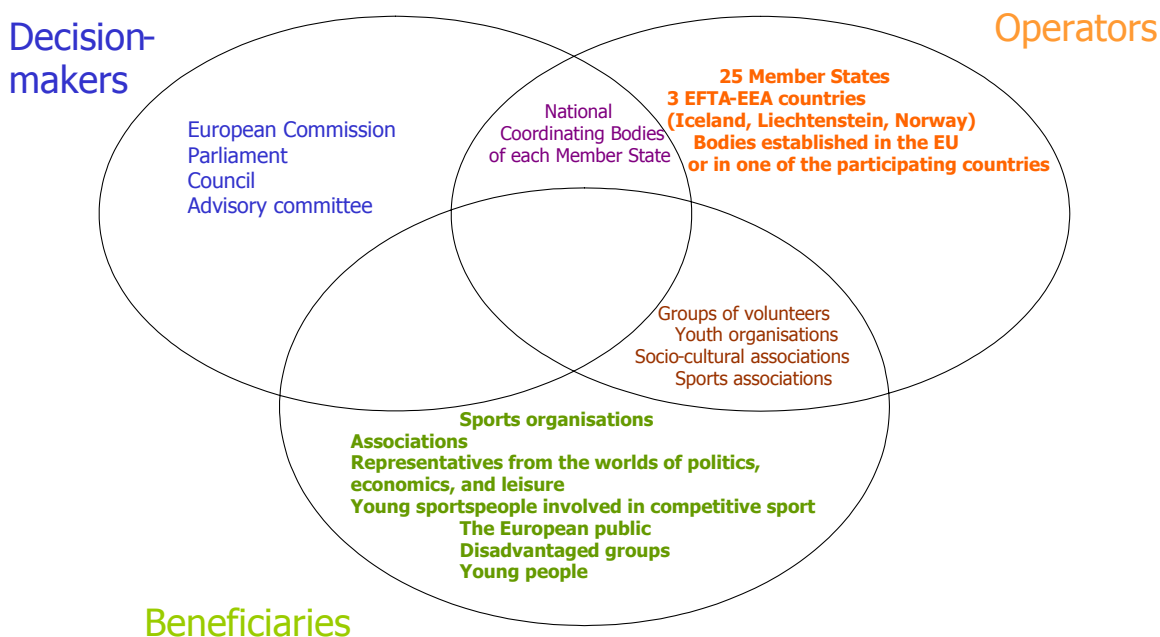 Decision-
makers
Operators
European Commission
Parliament
Council
Advisory committee
National
Coordinating Bodies
of each Member State
25 Member States
3 EFTA-EEA countries
(Iceland, Liechtenstein, Norway)
Bodies established in the EU
or in one of the participating countries
Groups of volunteers
Youth organisations
Socio-cultural associations
Sports associations
Sports organisations
Associations
Representatives from the worlds of politics,
economics, and leisure
Young sportspeople involved in competitive sport
The European public
Disadvantaged groups
Young people
Beneficiaries